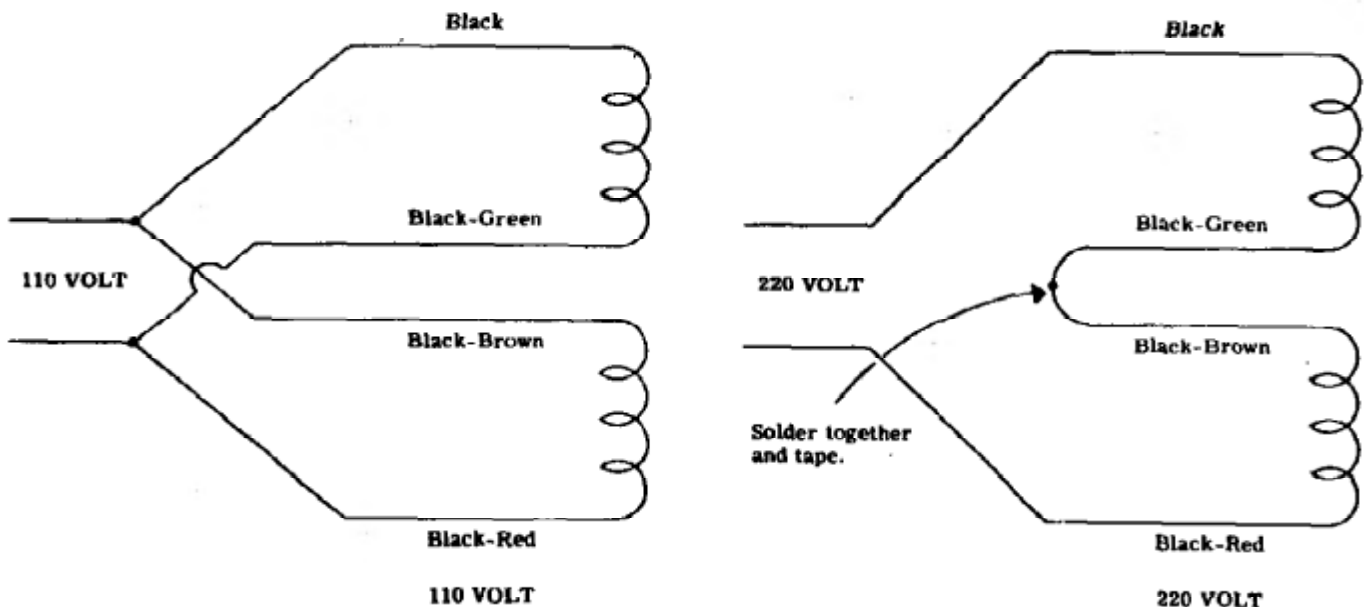 Black
Black-Green
110 VOLT
Black-Brown
Black-Red
110 VOLT
Black
Black-Green
220 VOLT
Black-Brown
Solder together
and tape.
Black-Red
220 VOLT